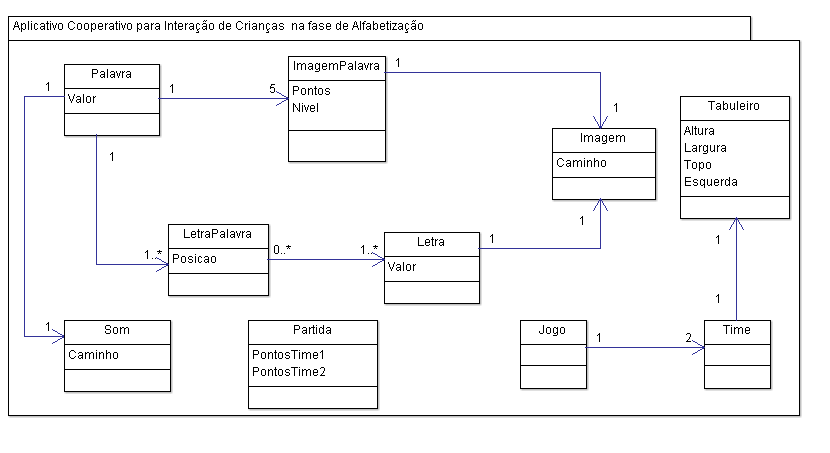 Aplicativo Cooperativo para Interação de Crianças na fase de Alfabetização
Palavra
Valor
1
1
1
5
ImagemPalavra
Pontos
Nivel
1
1
Imagem
Caminho
Tabuleiro
Altura
Largura
Topo
Esquerda
1..*
LetraPalavra
Posicao
0..*
1..*
Letra
Valor
1
1
1
1
1
Som
Caminho
Partida
PontosTime1
PontosTime2
Jogo
1
2
Time